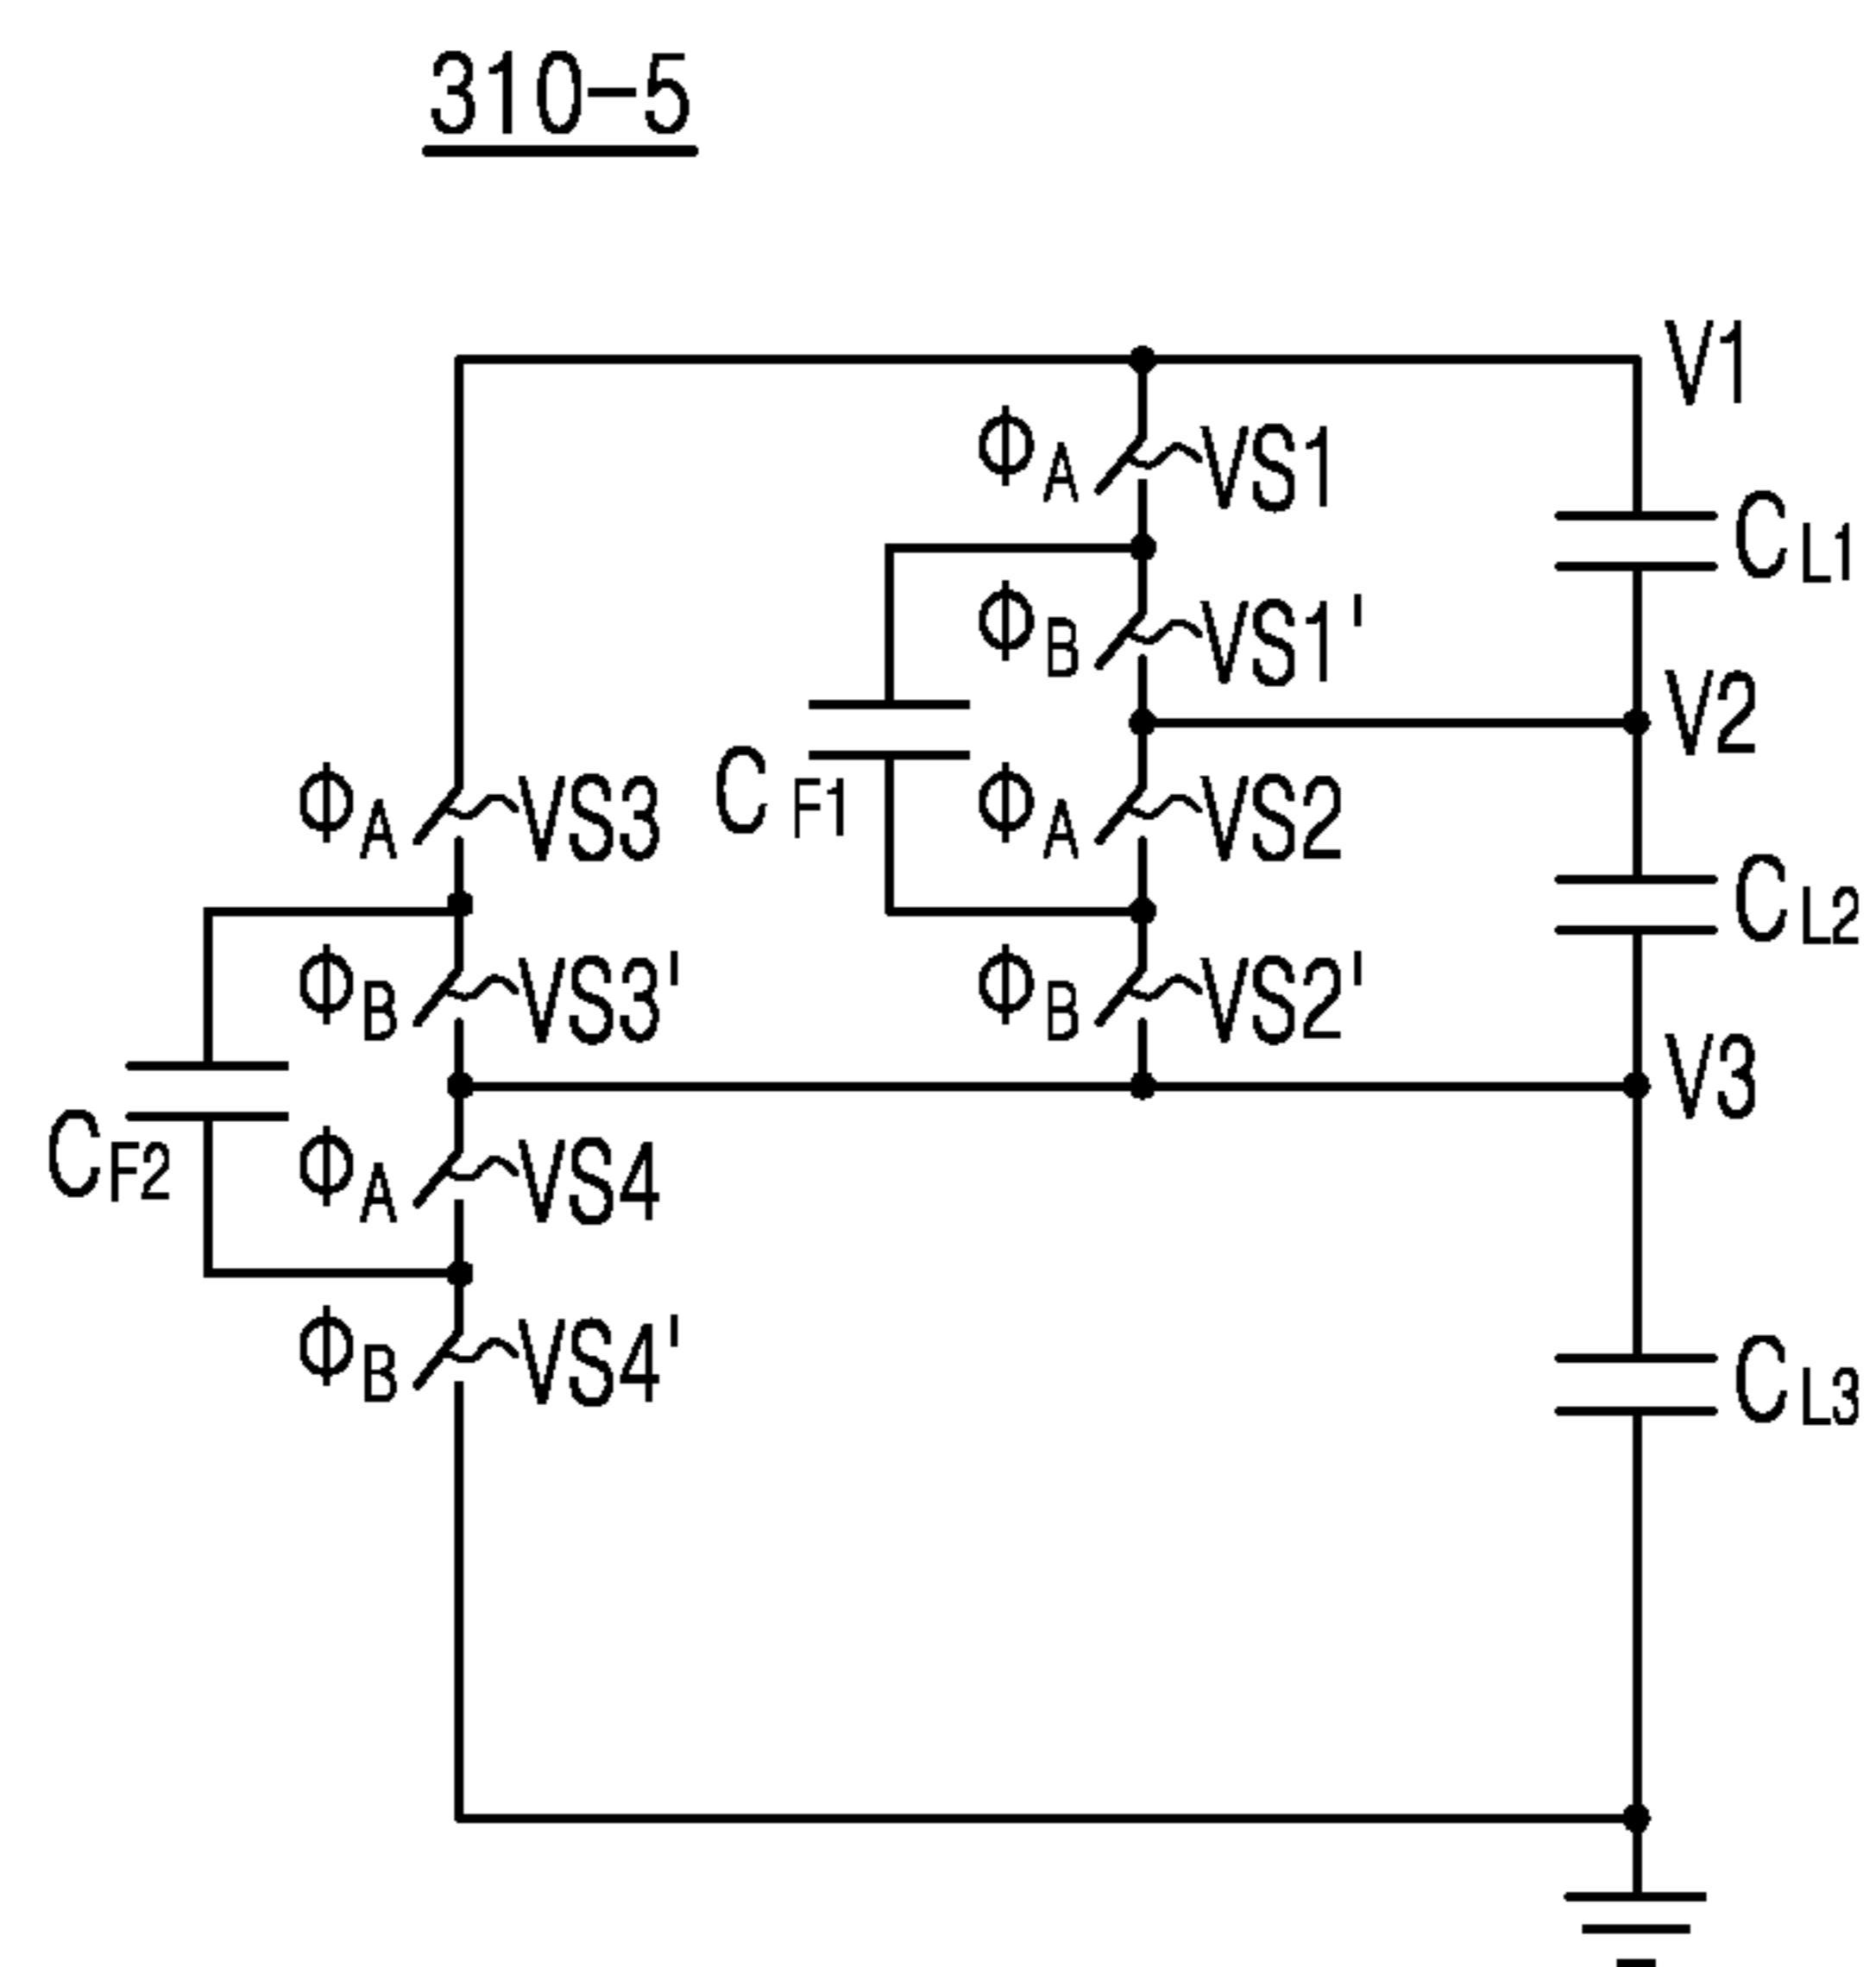 310-5
V1
ΦA VS1
CL1
ΦB VS1'
V2
ΦA VS3
CF1
ΦA VS2
CL2
ΦB VS3'
ΦB VS2'
V3
CF2
ΦA VS4
ΦB VS4'
CL3